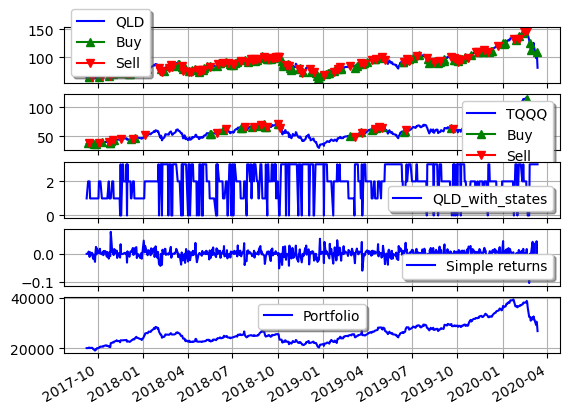 150
100
QLD
Buy
Sell
100
50
TQQQ
Buy
Sell
2
0
QLD_with_states
0.0
−0.1
Simple returns
40000
20000
Portfolio
2017-10
2018-01
2018-04
2018-07
2018-10
2019-01
2019-04
2019-07
2019-10
2020-01
2020-04